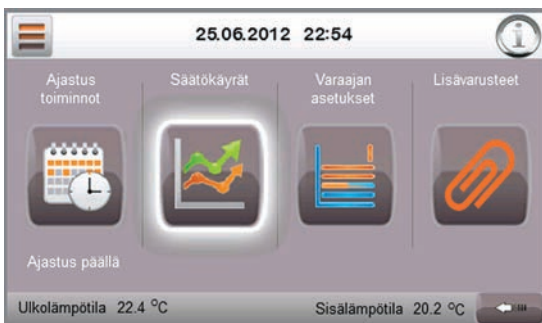 25.06.2012 22:54
Ajastus
toiminnot
Säätökäyrät
Varaajan
asetukset
Lisävarusteet
Ajastus päällä
Ulkolämpötila 22.4 °C
Sisälämpötila 20.2 °C